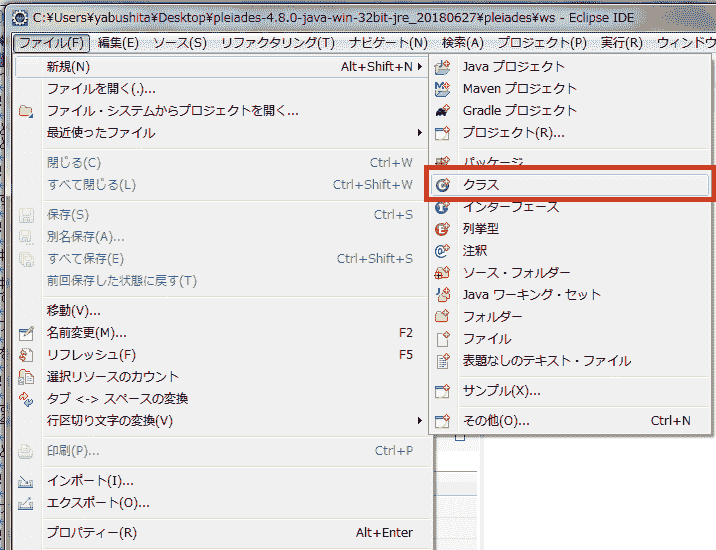 C:¥Users¥yabushita¥Desktop¥pleiades-4.8.0-java-win-32bit-jre_20180627¥pleiades¥ws - Eclipse IDE
ファイル(F) 編集(E) ソース(S) リファクタリング(T) ナビゲート(N) 検索(A) プロジェクト(P) 実行(R) ウィンドウ
新規(N) Alt+Shift+N
ファイルを開く(.)...
ファイル・システムからプロジェクトを開く...
最近使ったファイル
閉じる(C) Ctrl+W
すべて閉じる(L) Ctrl+Shift+W
保存(S) Ctrl+S
別名保存(A)...
すべて保存(E) Ctrl+Shift+S
前回保存した状態に戻す(T)
移動(V)...
名前変更(M)... F2
リフレッシュ(F) F5
選択リソースのカウント
タブ <-> スペースの変換
行区切り文字の変換(V)
印刷(P)... Ctrl+P
インポート(I)...
エクスポート(O)...
プロパティー(R) Alt+Enter
Java プロジェクト
Maven プロジェクト
Gradle プロジェクト
プロジェクト(R)...
パッケージ
クラス
インターフェース
列挙型
注釈
ソース・フォルダー
Java ワーキング・セット
フォルダー
ファイル
表題なしのテキスト・ファイル
サンプル(X)...
その他(O)... Ctrl+N